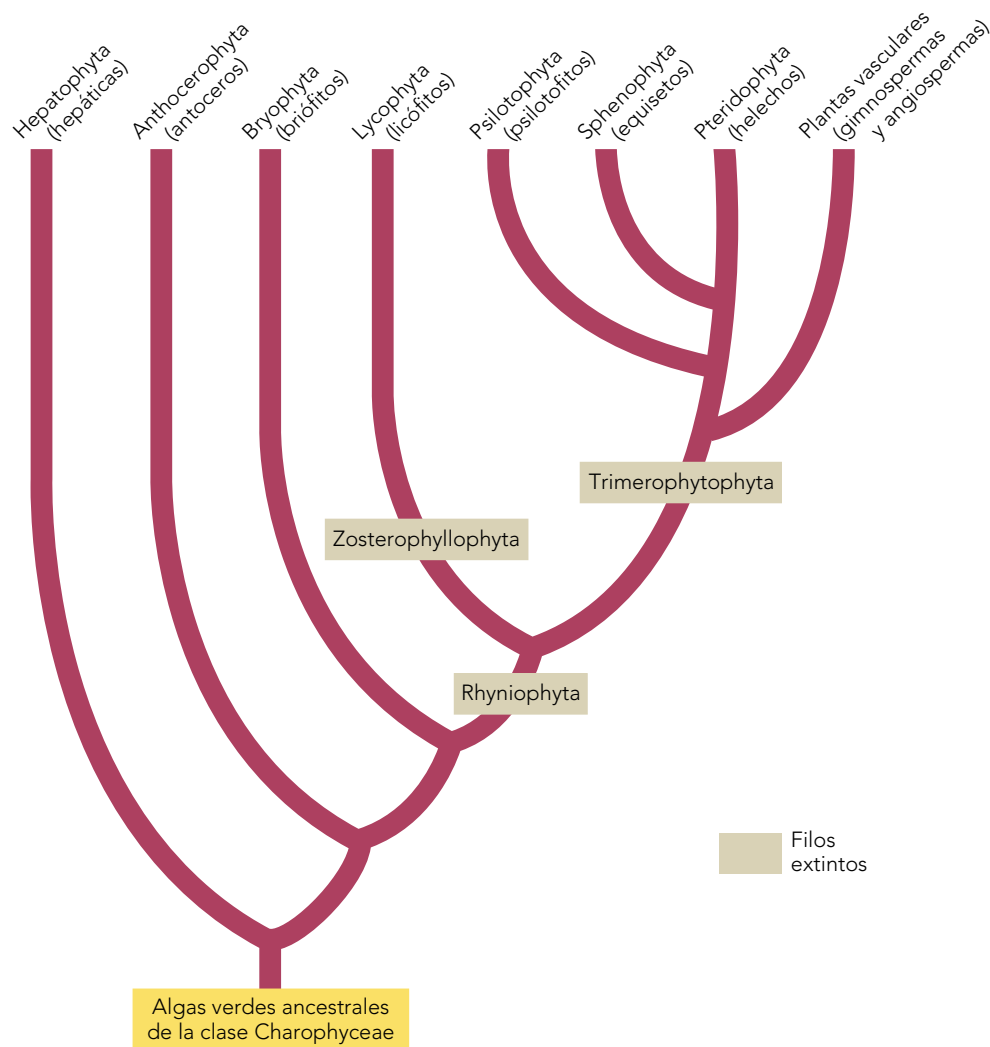 Hepatophyta
(hepáticas)
Anthocerophyta
(antoceros)
Bryophyta
(briófitos)
Lycophyta
(licófitos)
Psilotophyta
(psilotofitos)
Sphenophyta
(equisetos)
Pteridophyta
(helechos)
Plantas vasculares
(gimnospermas
y angiospermas)
Trimerophytophyta
Zosterophyllophyta
Rhyniophyta
Filos
extintos
Algas verdes ancestrales
de la clase Charophyceae